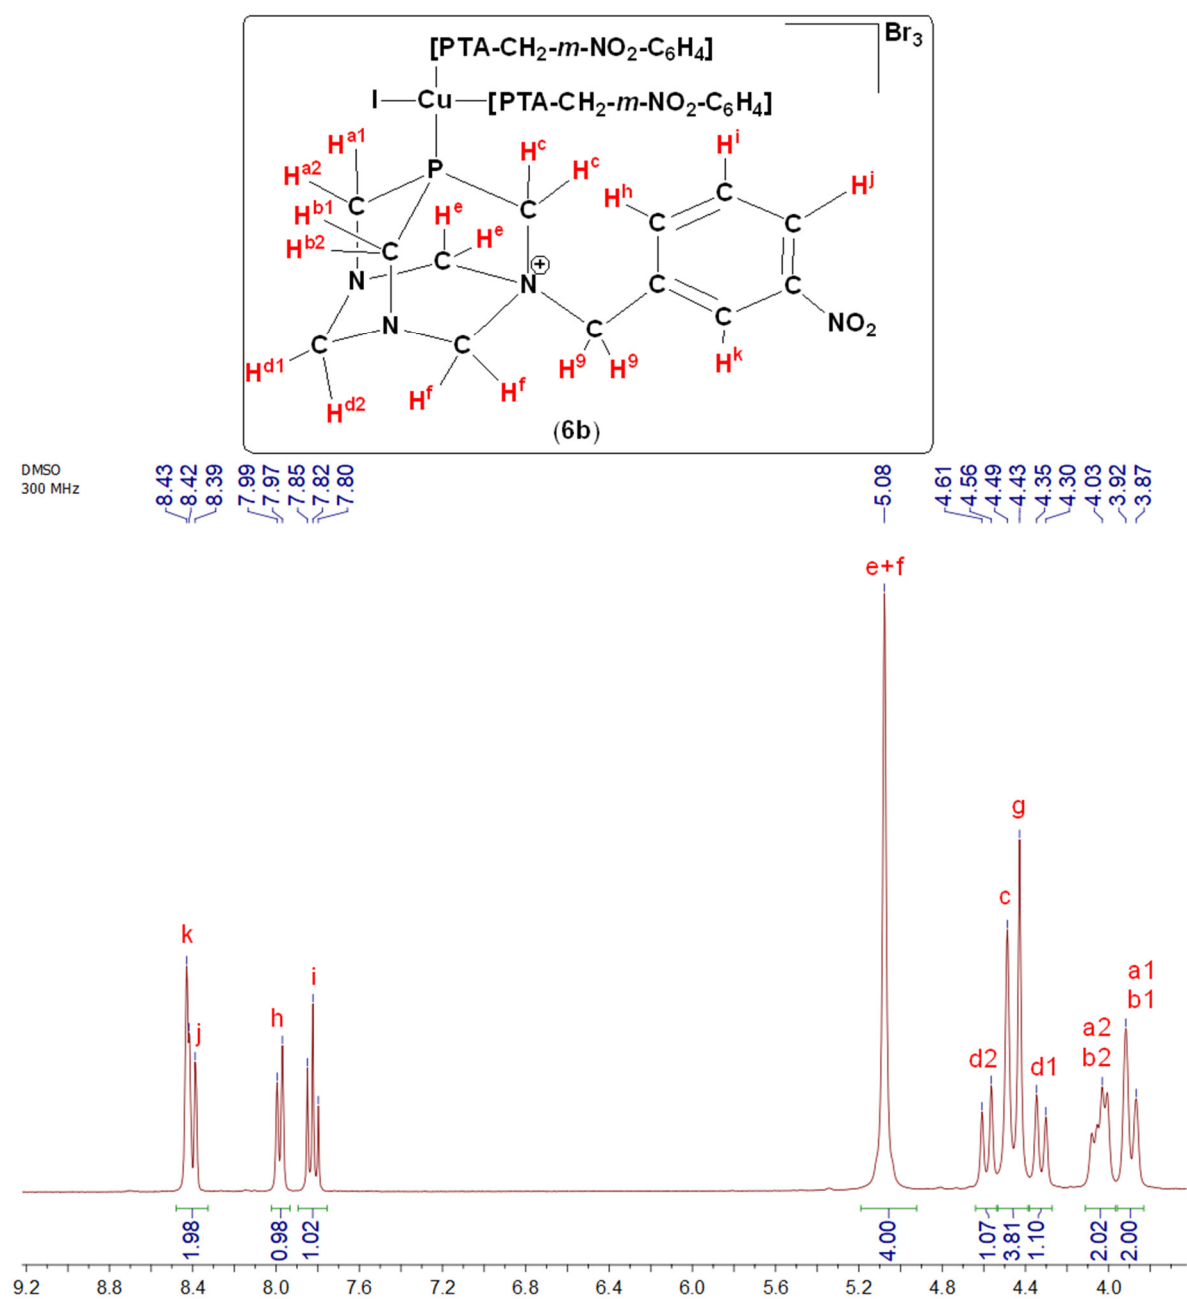 [PTA-CH2-m-NO2-C6H4]
Br3
I—Cu—[PTA-CH2-m-NO2-C6H4]
Ha1
Hc
Hi
Ha2
P
Hc
Hj
Hb1
C
He
C
Hh
C
C
C
Hb2
C
C
He
⊕
N
N
C
C
N
C
C
C
C
C
NO2
Hd1
H9
H9
Hk
Hd2
Hf
Hf
(6b)
DMSO
300 MHz
8.43
8.42
8.39
7.99
7.97
7.85
7.82
7.80
5.08
4.61
4.56
4.49
4.43
4.35
4.30
4.03
3.92
3.87
e+f
g
c
k
j
h
i
a1
b1
a2
b2
d2
d1
1.98
0.98
1.02
4.00
1.07
3.81
1.10
2.02
2.00
9.2 8.8 8.4 8.0 7.6 7.2 6.8 6.4 6.0 5.6 5.2 4.8 4.4 4.0